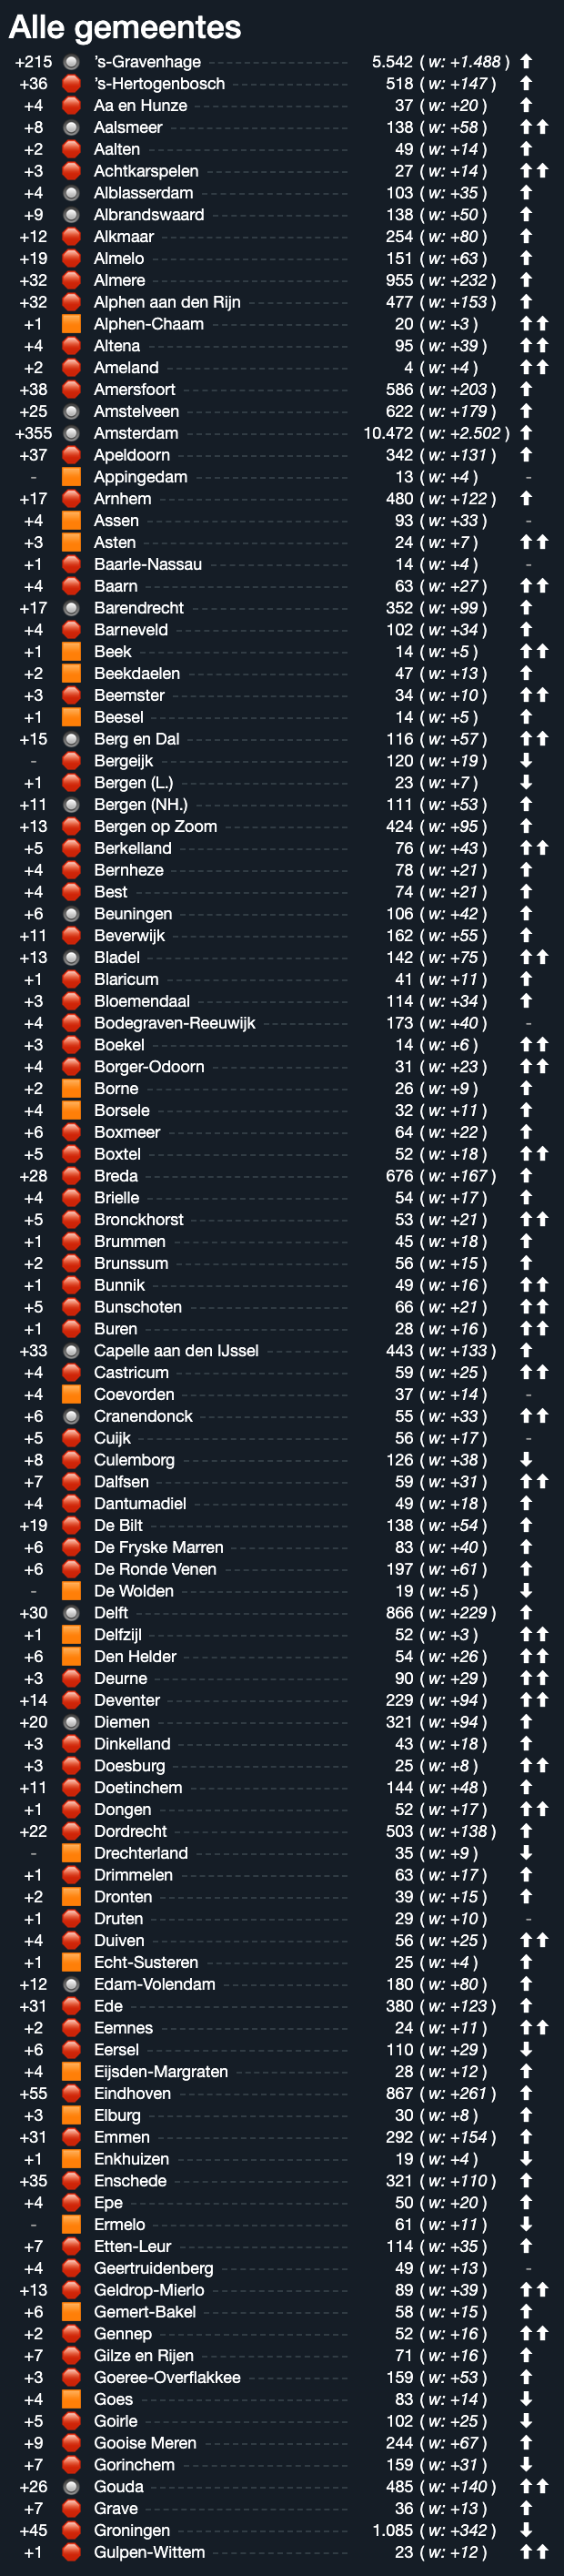 Alle gemeentes
+215 's-Gravenhage 5.542 ( w: +1.488 )
+36 's-Hertogenbosch 518 ( w: +147 )
+4 Aa en Hunze 37 ( w: +20 )
+8 Aalsmeer 138 ( w: +58 )
+2 Aalten 49 ( w: +14 )
+3 Achtkarspelen 27 ( w: +14 )
+4 Alblasserdam 103 ( w: +35 )
+9 Albrandswaard 138 ( w: +50 )
+12 Alkmaar 254 ( w: +80 )
+19 Almelo 151 ( w: +63 )
+32 Almere 955 ( w: +232 )
+32 Alphen aan den Rijn 477 ( w: +153 )
+1 Alphen-Chaam 20 ( w: +3 )
+4 Altena 95 ( w: +39 )
+2 Ameland 4 ( w: +4 )
+38 Amersfoort 586 ( w: +203 )
+25 Amstelveen 622 ( w: +179 )
+355 Amsterdam 10.472 ( w: +2.502 )
+37 Apeldoorn 342 ( w: +131 )
- Appingedam 13 ( w: +4 ) -
+17 Arnhem 480 ( w: +122 )
+4 Assen 93 ( w: +33 ) -
+3 Asten 24 ( w: +7 )
+1 Baarle-Nassau 14 ( w: +4 ) -
+4 Baarn 63 ( w: +27 )
+17 Barendrecht 352 ( w: +99 )
+4 Barneveld 102 ( w: +34 )
+1 Beek 14 ( w: +5 )
+2 Beekdaelen 47 ( w: +13 )
+3 Beemster 34 ( w: +10 )
+1 Beesel 14 ( w: +5 )
+15 Berg en Dal 116 ( w: +57 )
- Bergeijk 120 ( w: +19 )
+1 Bergen (L.) 23 ( w: +7 )
+11 Bergen (NH.) 111 ( w: +53 )
+13 Bergen op Zoom 424 ( w: +95 )
+5 Berkelland 76 ( w: +43 )
+4 Bernheze 78 ( w: +21 )
+4 Best 74 ( w: +21 )
+6 Beuningen 106 ( w: +42 )
+11 Beverwijk 162 ( w: +55 )
+13 Bladel 142 ( w: +75 )
+1 Blaricum 41 ( w: +11 )
+3 Bloemendaal 114 ( w: +34 )
+4 Bodegraven-Reeuwijk 173 ( w: +40 ) -
+3 Boekel 14 ( w: +6 )
+4 Borger-Odoorn 31 ( w: +23 )
+2 Borne 26 ( w: +9 )
+4 Borsele 32 ( w: +11 )
+6 Boxmeer 64 ( w: +22 )
+5 Boxtel 52 ( w: +18 )
+28 Breda 676 ( w: +167 )
+4 Brielle 54 ( w: +17 )
+5 Bronckhorst 53 ( w: +21 )
+1 Brummen 45 ( w: +18 )
+2 Brunssum 56 ( w: +15 )
+1 Bunnik 49 ( w: +16 )
+5 Bunschoten 66 ( w: +21 )
+1 Buren 28 ( w: +16 )
+33 Capelle aan den IJssel 443 ( w: +133 )
+4 Castricum 59 ( w: +25 )
+4 Coevorden 37 ( w: +14 ) -
+6 Cranendonck 55 ( w: +33 )
+5 Cuijk 56 ( w: +17 ) -
+8 Culemborg 126 ( w: +38 )
+7 Dalfsen 59 ( w: +31 )
+4 Dantumadiel 49 ( w: +18 )
+19 De Bilt 138 ( w: +54 )
+6 De Fryske Marren 83 ( w: +40 )
+6 De Ronde Venen 197 ( w: +61 )
- De Wolden 19 ( w: +5 )
+30 Delft 866 ( w: +229 )
+1 Delfzijl 52 ( w: +3 )
+6 Den Helder 54 ( w: +26 )
+3 Deurne 90 ( w: +29 )
+14 Deventer 229 ( w: +94 )
+20 Diemen 321 ( w: +94 )
+3 Dinkelland 43 ( w: +18 )
+3 Doesburg 25 ( w: +8 )
+11 Doetinchem 144 ( w: +48 )
+1 Dongen 52 ( w: +17 )
+22 Dordrecht 503 ( w: +138 )
- Drechterland 35 ( w: +9 )
+1 Drimmelen 63 ( w: +17 )
+2 Dronten 39 ( w: +15 )
+1 Druten 29 ( w: +10 ) -
+4 Duiven 56 ( w: +25 )
+1 Echt-Susteren 25 ( w: +4 )
+12 Edam-Volendam 180 ( w: +80 )
+31 Ede 380 ( w: +123 )
+2 Eemnes 24 ( w: +11 )
+6 Eersel 110 ( w: +29 )
+4 Eijsden-Margraten 28 ( w: +12 )
+55 Eindhoven 867 ( w: +261 )
+3 Elburg 30 ( w: +8 )
+31 Emmen 292 ( w: +154 )
+1 Enkhuizen 19 ( w: +4 )
+35 Enschede 321 ( w: +110 )
+4 Epe 50 ( w: +20 )
- Ermelo 61 ( w: +11 )
+7 Etten-Leur 114 ( w: +35 )
+4 Geertruidenberg 49 ( w: +13 ) -
+13 Geldrop-Mierlo 89 ( w: +39 )
+6 Gemert-Bakel 58 ( w: +15 )
+2 Gennep 52 ( w: +16 )
+7 Gilze en Rijen 71 ( w: +16 )
+3 Goeree-Overflakkee 159 ( w: +53 )
+4 Goes 83 ( w: +14 )
+5 Goirle 102 ( w: +25 )
+9 Gooise Meren 244 ( w: +67 )
+7 Gorinchem 159 ( w: +31 )
+26 Gouda 485 ( w: +140 )
+7 Grave 36 ( w: +13 )
+45 Groningen 1.085 ( w: +342 )
+1 Gulpen-Wittem 23 ( w: +12 )